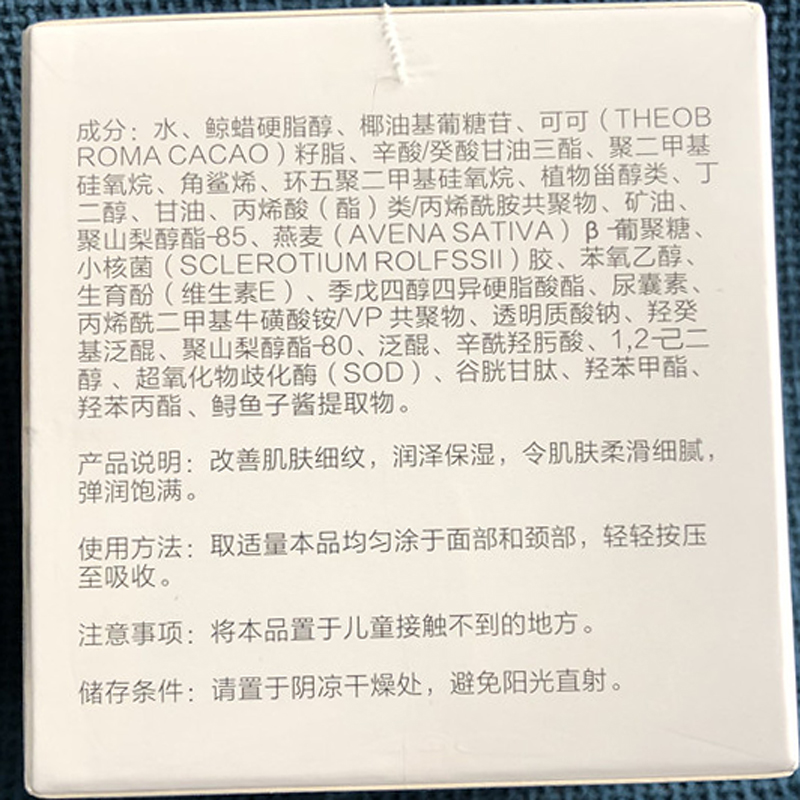 成分：水、鲸蜡硬脂醇、椰油基葡糖苷、可可（THEOB
ROMA CACAO）籽脂、辛酸/癸酸甘油三酯、聚二甲基
硅氧烷、角鲨烯、环五聚二甲基硅氧烷、植物甾醇类、丁
二醇、甘油、丙烯酸（酯）类/丙烯酰胺共聚物、矿油、
聚山梨醇酯-85、燕麦（AVENA SATIVA）β-葡聚糖、
小核菌（SCLEROTIUM ROLFSSII）胶、苯氧乙醇、
生育酚（维生素E）、季戊四醇四异硬脂酸酯、尿囊素、
丙烯酰二甲基牛磺酸铵/VP 共聚物、透明质酸钠、羟癸
基泛醌、聚山梨醇酯-80、泛醌、辛酰羟肟酸、1,2-己二
醇、超氧化物歧化酶（SOD）、谷胱甘肽、羟苯甲酯、
羟苯丙酯、鲟鱼子酱提取物。
产品说明：改善肌肤细纹，润泽保湿，令肌肤柔滑细腻，
弹润饱满。
使用方法：取适量本品均匀涂于面部和颈部，轻轻按压
至吸收。
注意事项：将本品置于儿童接触不到的地方。
储存条件：请置于阴凉干燥处，避免阳光直射。